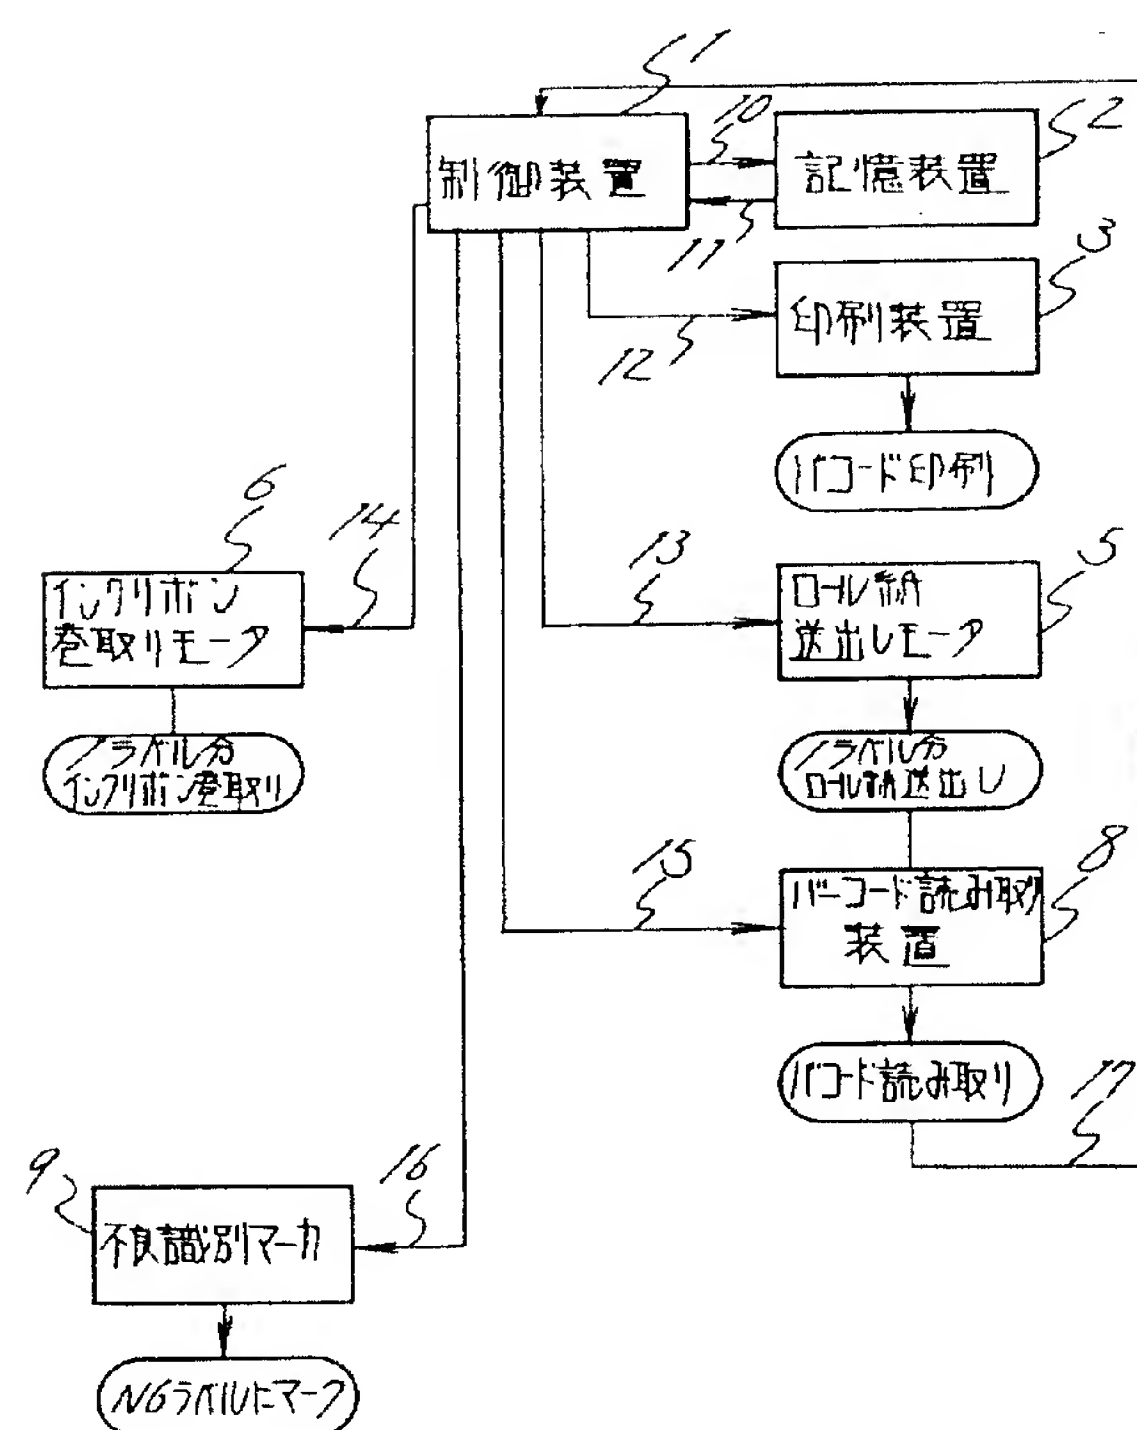 1
10
2
制御装置
記憶装置
11
3
印刷装置
12
バコード印刷
6
14
13
5
インクリボン
巻取りモータ
ロール紙
送出しモータ
1ラベル分
インクリボン巻取り
1ラベル分
ロール紙送出し
15
8
バーコード読み取り
装置
バコード読み取り
17
9
16
不良識別マーカ
NGラベルにマーク